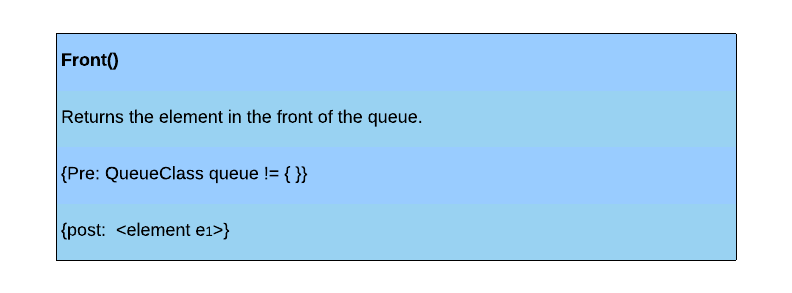 Front()
Returns the element in the front of the queue.
{Pre: QueueClass queue != { }}
{post:  <element e1>}